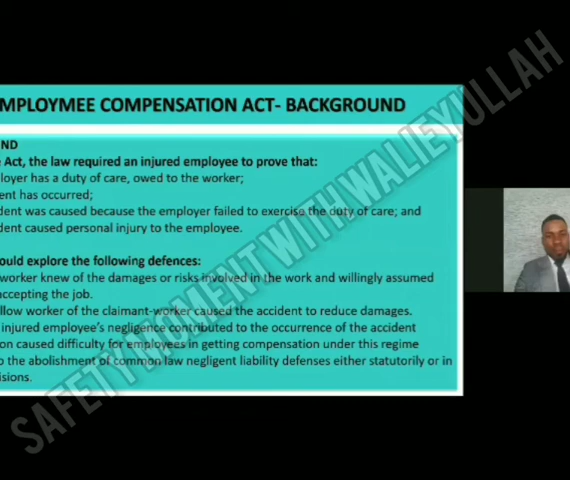 MPLOYMEE COMPENSATION ACT- BACKGROUND
ND
Act, the law required an injured employee to prove that:
loyer has a duty of care, owed to the worker;
ent has occurred;
dent was caused because the employer failed to exercise the duty of care; and
dent caused personal injury to the employee.
ould explore the following defences:
worker knew of the damages or risks involved in the work and willingly assumed
accepting the job.
llow worker of the claimant-worker caused the accident to reduce damages.
injured employee's negligence contributed to the occurrence of the accident
on caused difficulty for employees in getting compensation under this regime
o the abolishment of common law negligent liability defenses either statutorily or in
isions.
SAFETY MOMENT WITH WALIEYULLAH